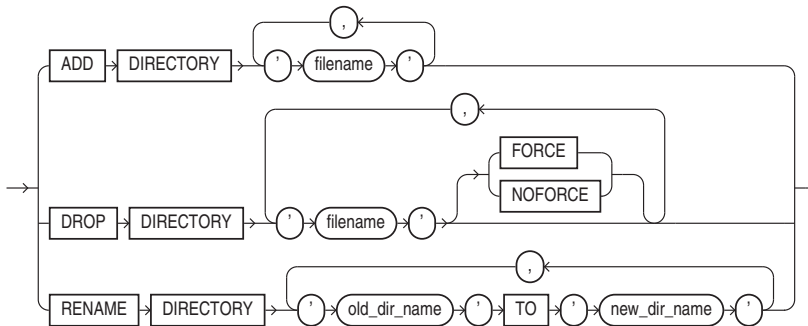 ,
ADD DIRECTORY ' filename '
,
FORCE
NOFORCE
DROP DIRECTORY ' filename '
,
RENAME DIRECTORY ' old_dir_name ' TO ' new_dir_name '